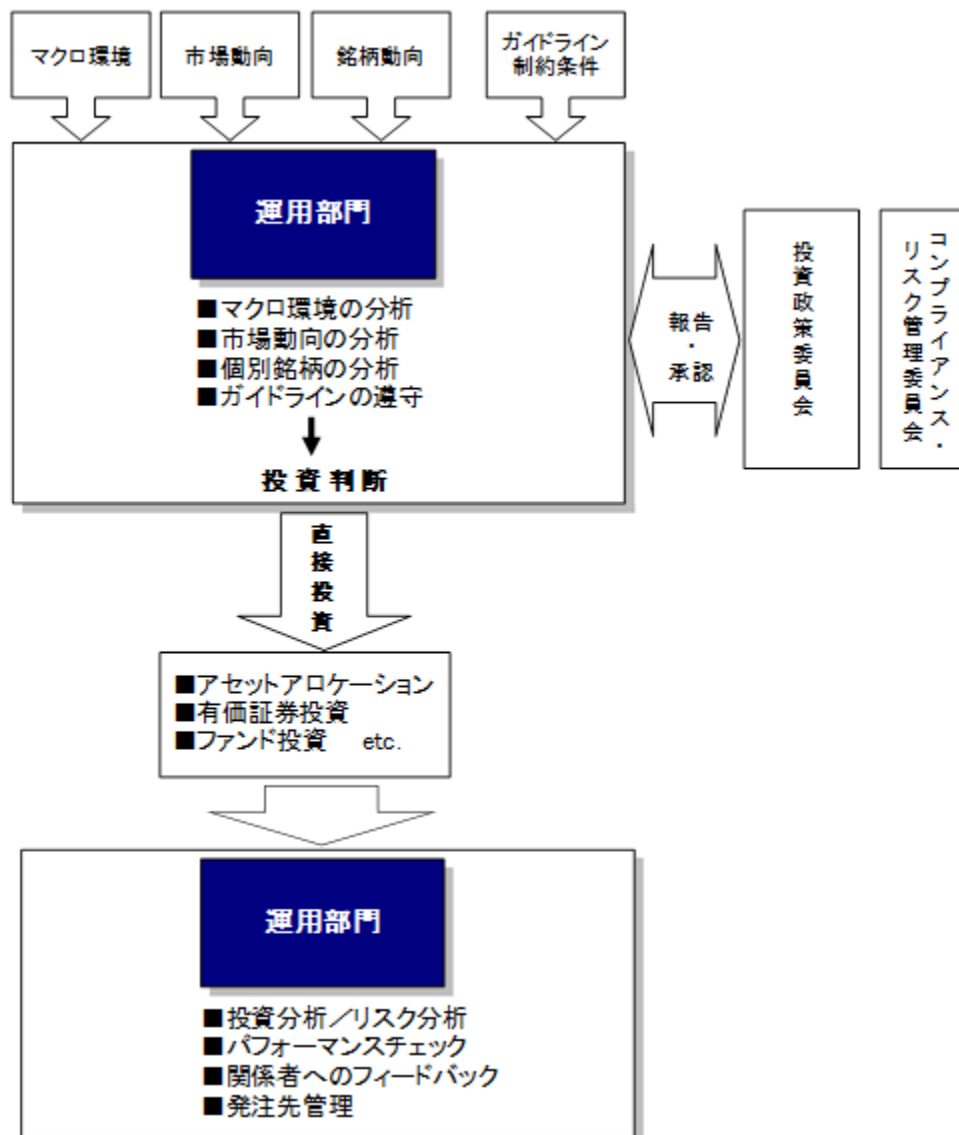 マクロ環境
市場動向
銘柄動向
ガイドライン
制約条件
運用部門
■マクロ環境の分析
■市場動向の分析
■個別銘柄の分析
■ガイドラインの遵守
投資判断
報告
・
承認
投資政策委員会
コンプライアンス・
リスク管理委員会
直接投資
■アセットアロケーション
■有価証券投資
■ファンド投資 etc.
運用部門
■投資分析／リスク分析
■パフォーマンスチェック
■関係者へのフィードバック
■発注先管理